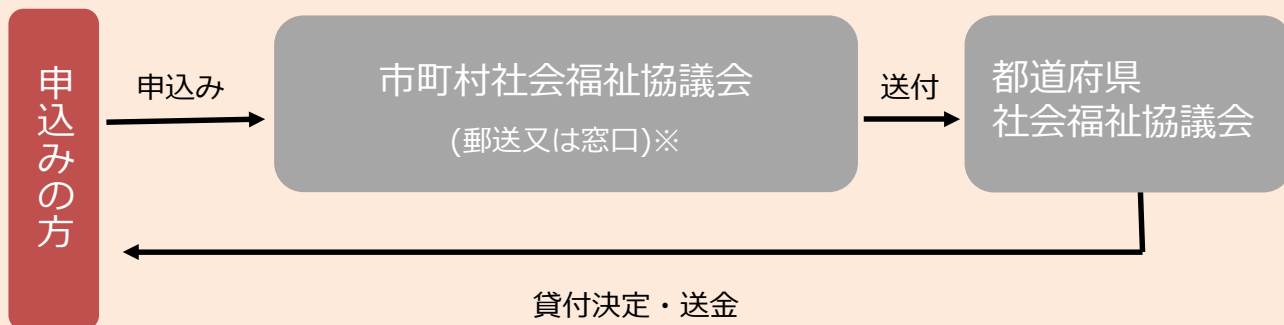 申込みの方
申込み
市町村社会福祉協議会
(郵送又は窓口)※
送付
都道府県
社会福祉協議会
貸付決定・送金